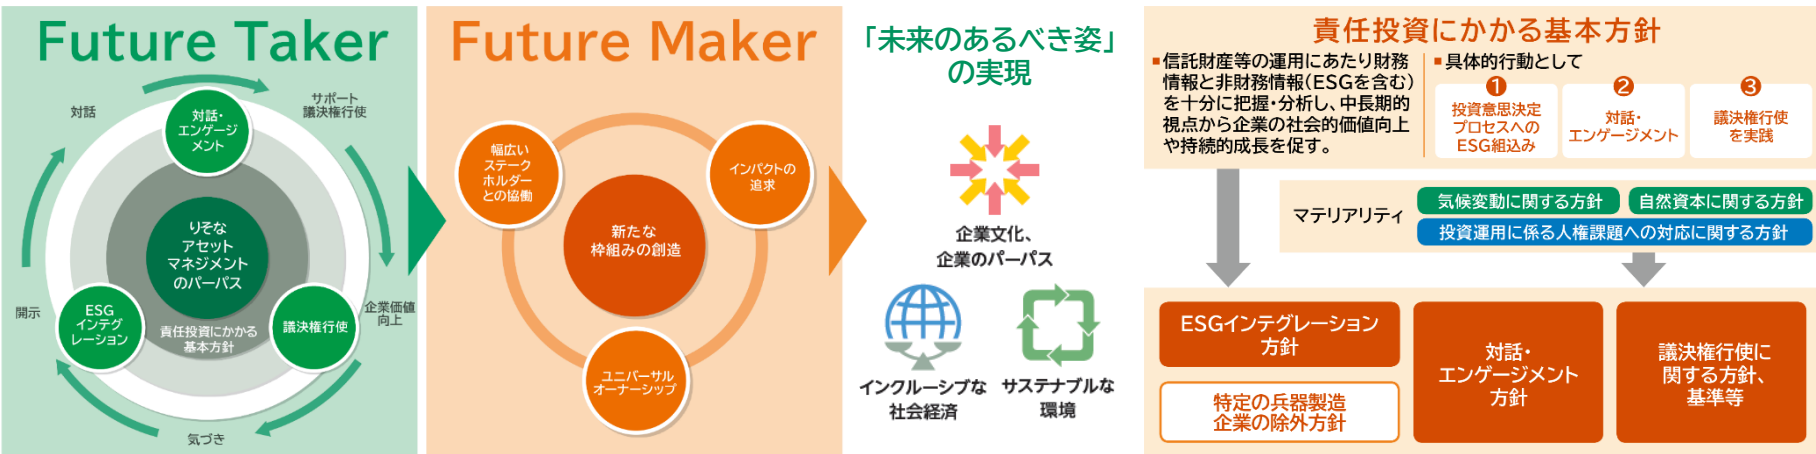 Future Taker
対話
サポート
議決権行使
対話・
エンゲージ
メント
りそな
アセット
マネジメント
のパーパス
開示
ESG
インテグ
レーション
責任投資にかかる
基本方針
議決権行使
企業価値
向上
気づき
Future Maker
幅広い
ステーク
ホルダー
との協働
インパクトの
追求
新たな
枠組みの創造
ユニバーサル
オーナーシップ
「未来のあるべき姿」
の実現
企業文化、
企業のパーパス
インクルーシブな
社会経済
サステナブルな
環境
責任投資にかかる基本方針
▪信託財産等の運用にあたり財務
情報と非財務情報(ESGを含む)
を十分に把握・分析し、中長期的
視点から企業の社会的価値向上
や持続的成長を促す。
▪具体的行動として
1
投資意思決定
プロセスへの
ESG組込み
2
対話・
エンゲージメント
3
議決権行使
を実践
マテリアリティ
気候変動に関する方針
自然資本に関する方針
投資運用に係る人権課題への対応に関する方針
ESGインテグレーション
方針
特定の兵器製造
企業の除外方針
対話・
エンゲージメント
方針
議決権行使に
関する方針、
基準等